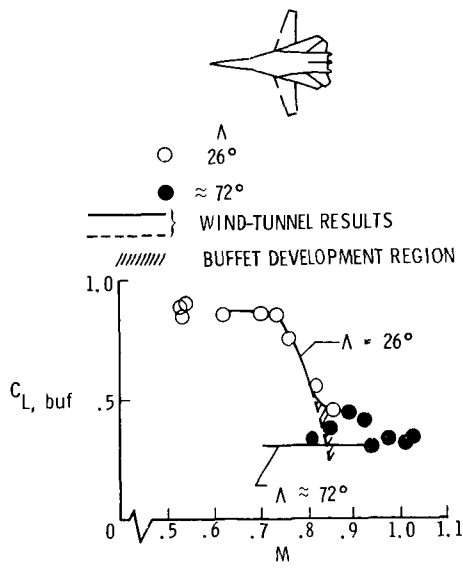 Λ
26°
≈ 72°
WIND-TUNNEL RESULTS
BUFFET DEVELOPMENT REGION
1.0
Λ = 26°
C_L, buf
.5
Λ ≈ 72°
0 .5 .6 .7 .8 .9 1.0 1.1
M